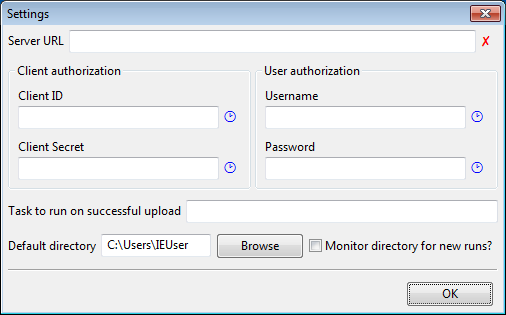 Settings
Server URL
Client authorization
User authorization
Client ID
Username
Client Secret
Password
Task to run on successful upload
Default directory C:\Users\IEUser Browse Monitor directory for new runs?
OK